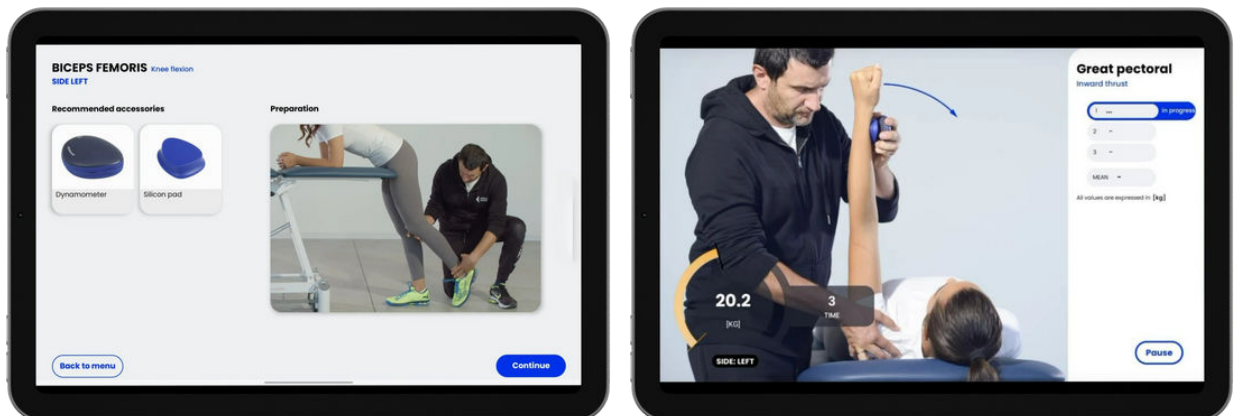 BICEPS FEMORIS Knee flexion
SIDE LEFT
Recommended accessories
Preparation
Dynamometer
Silicon pad
Back to menu
Continue
Great pectoral
Inward thrust
1 ... In progress
2 -
3 -
MEAN -
All values are expressed in [kg]
20.2
[KG]
3
TIME
SIDE: LEFT
Pause